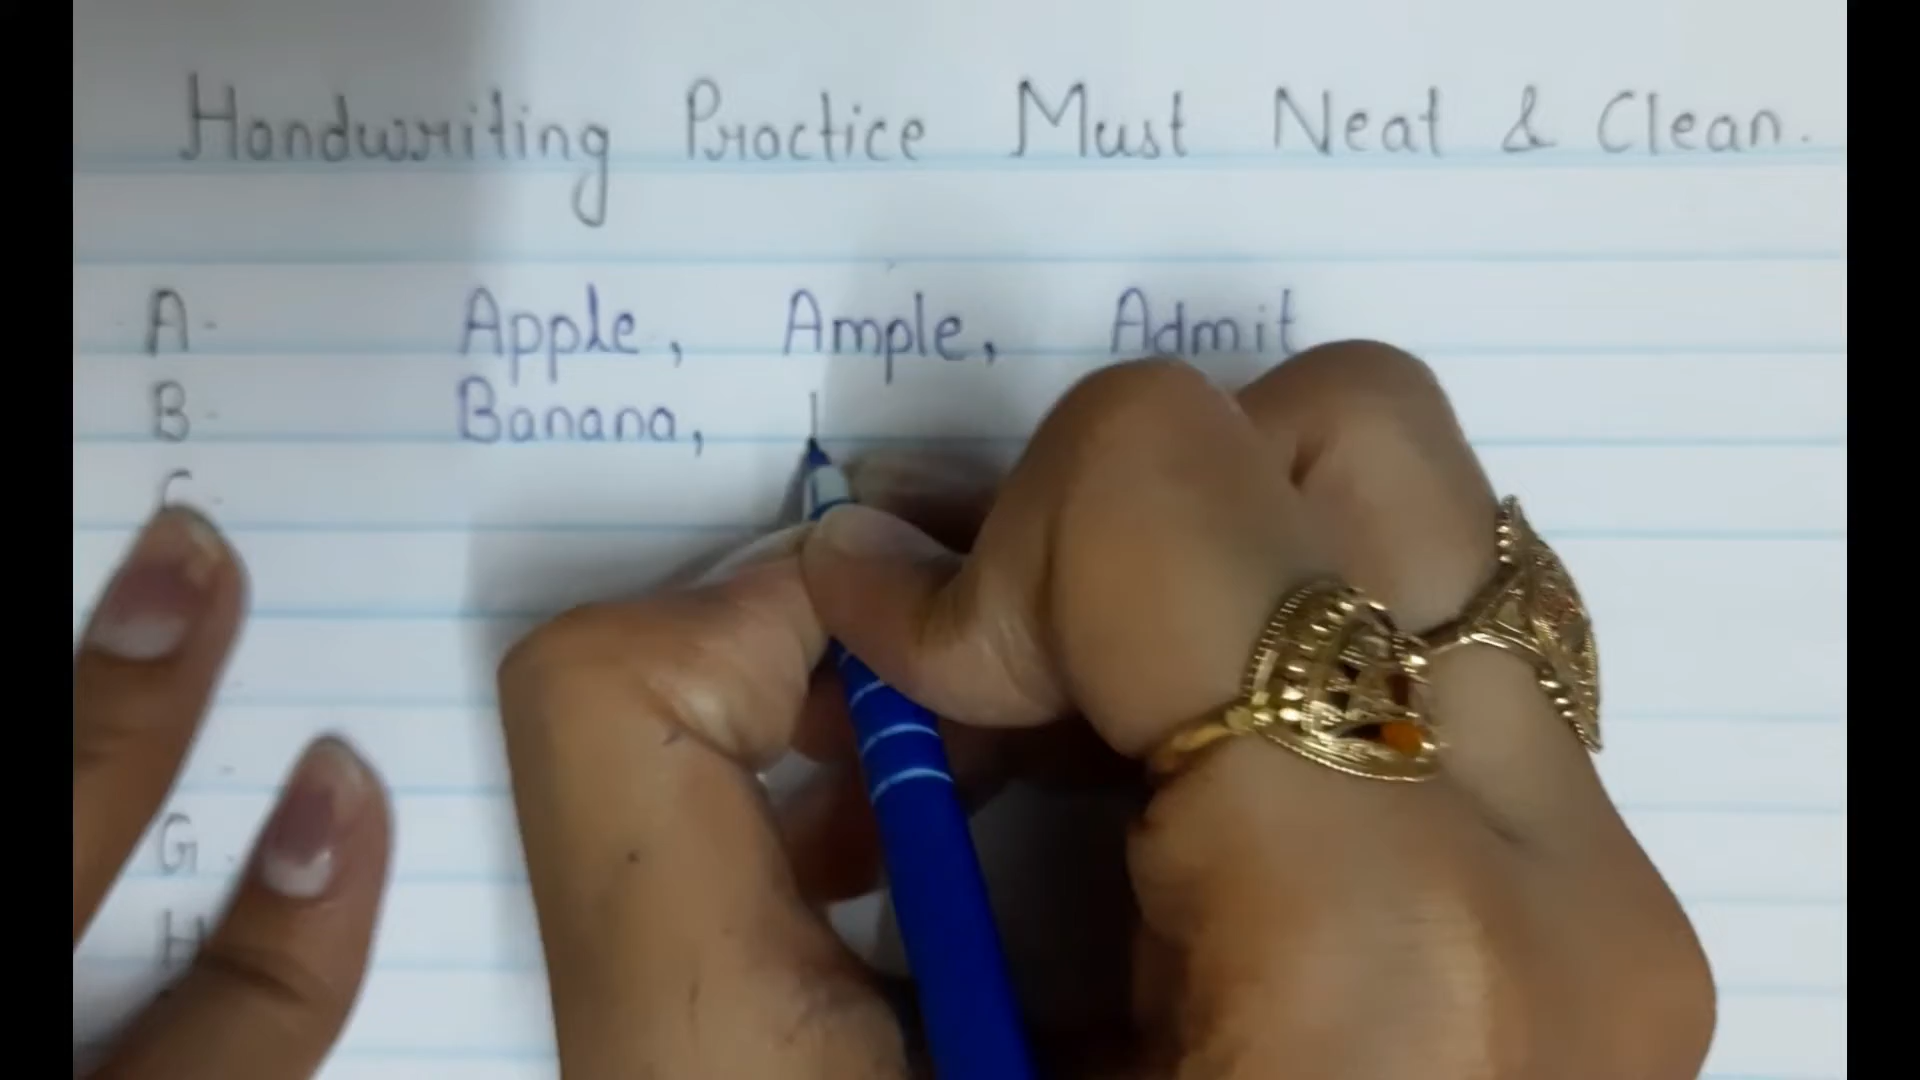 Handwriting Practice Must Neat & Clean.
A- Apple, Ample, Admit
B- Banana,
C-
G-
H